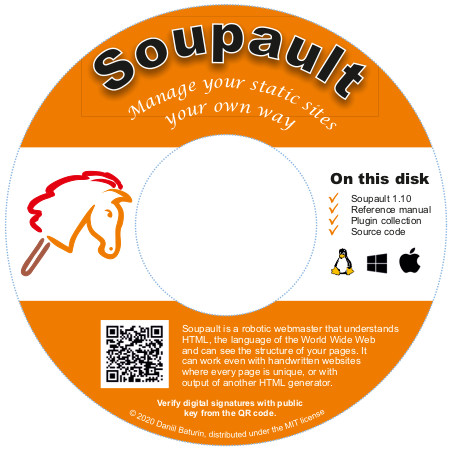 Soupault
Manage your static sites
your own way
On this disk
Soupault 1.10
Reference manual
Plugin collection
Source code
Soupault is a robotic webmaster that understands
HTML, the language of the World Wide Web
and can see the structure of your pages. It
can work even with handwritten websites
where every page is unique, or with
output of another HTML generator.
Verify digital signatures with public
key from the QR code.
© 2020 Daniil Baturin, distributed under the MIT license